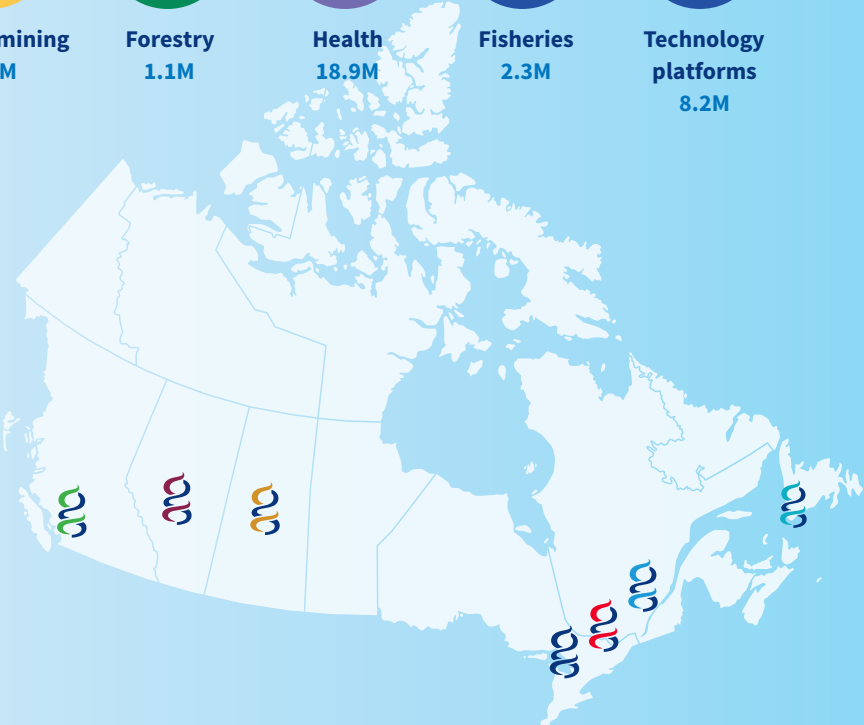 mining
M
Forestry
1.1M
Health
18.9M
Fisheries
2.3M
Technology
platforms
8.2M